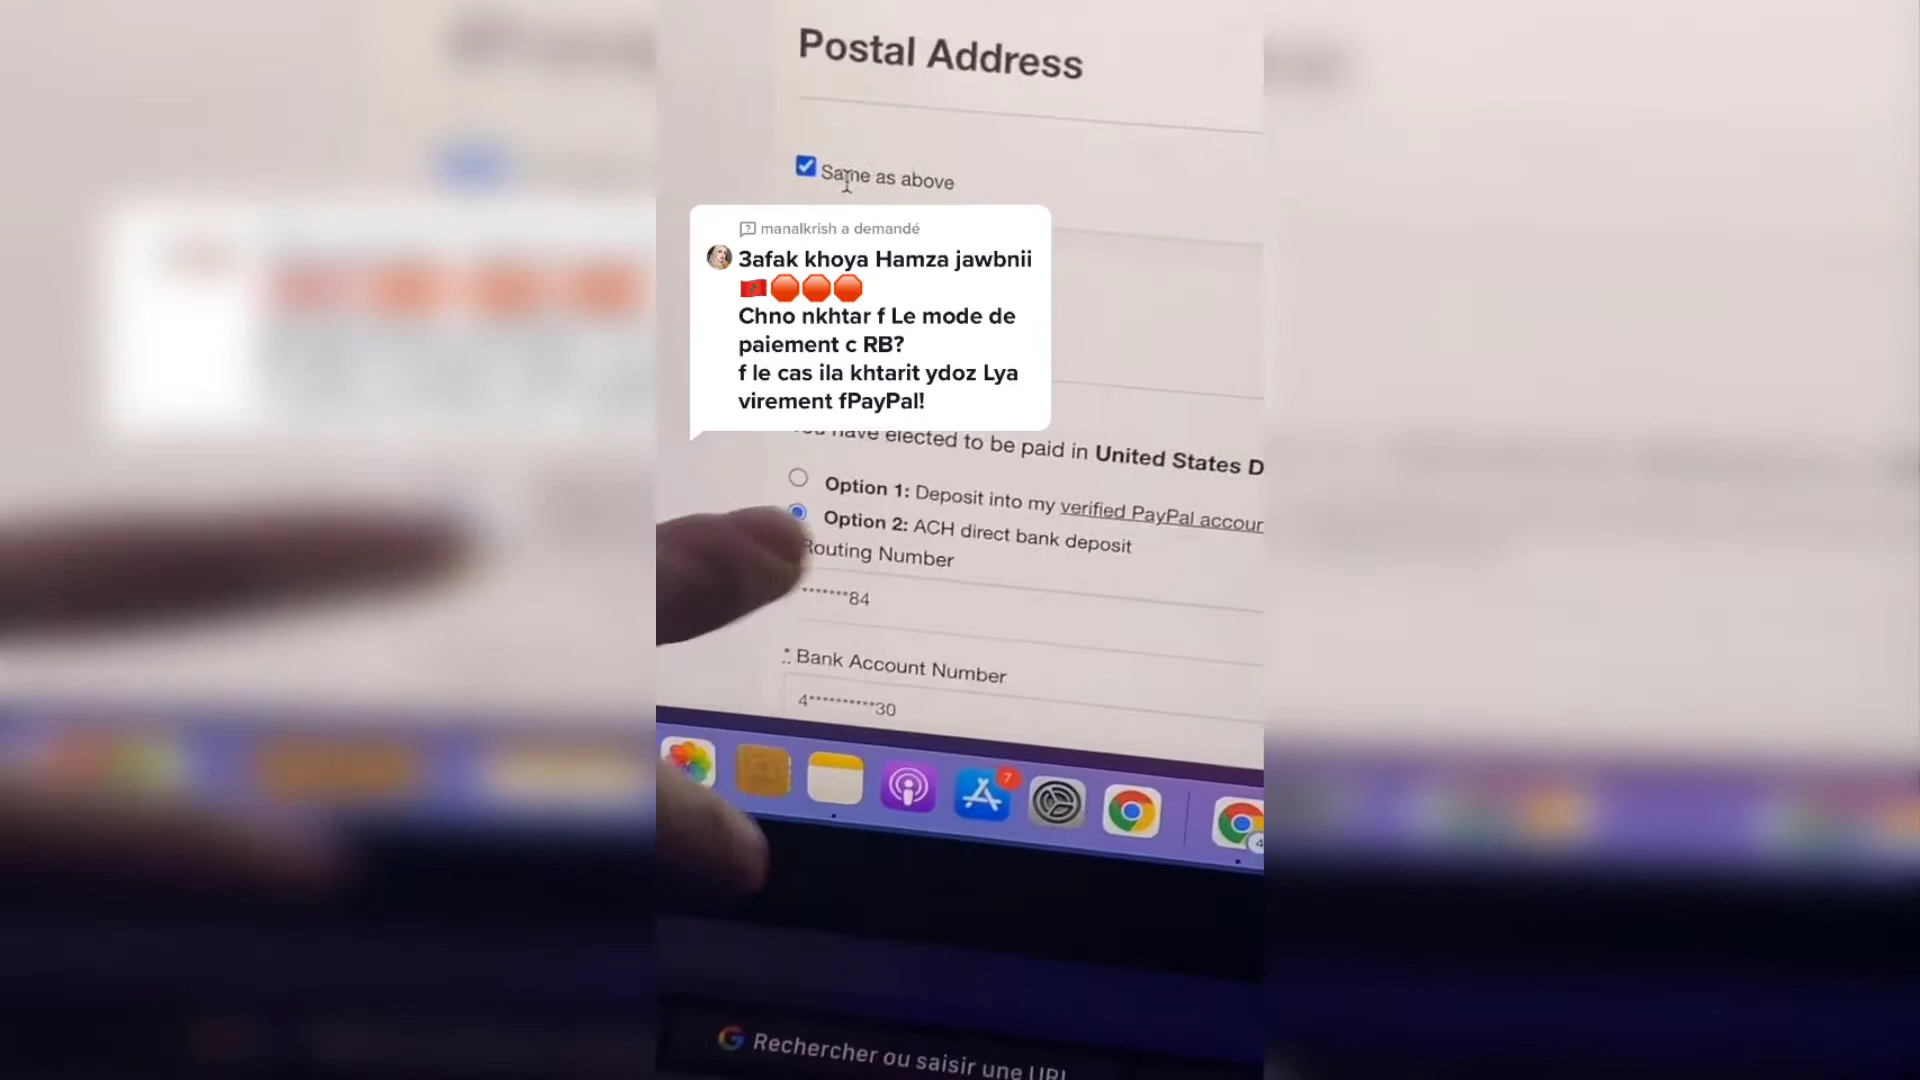 Postal Address
Same as above
manalkrish a demandé
3afak khoya Hamza jawbnii
🇲🇦🛑🛑🛑
Chno nkhtar f Le mode de
paiement c RB?
f le cas ila khtarit ydoz Lya
virement fPayPal!
have elected to be paid in United States D
Option 1: Deposit into my verified PayPal accour
Option 2: ACH direct bank deposit
Routing Number
*******84
* Bank Account Number
4**********30
7
4
Rechercher ou saisir une URL